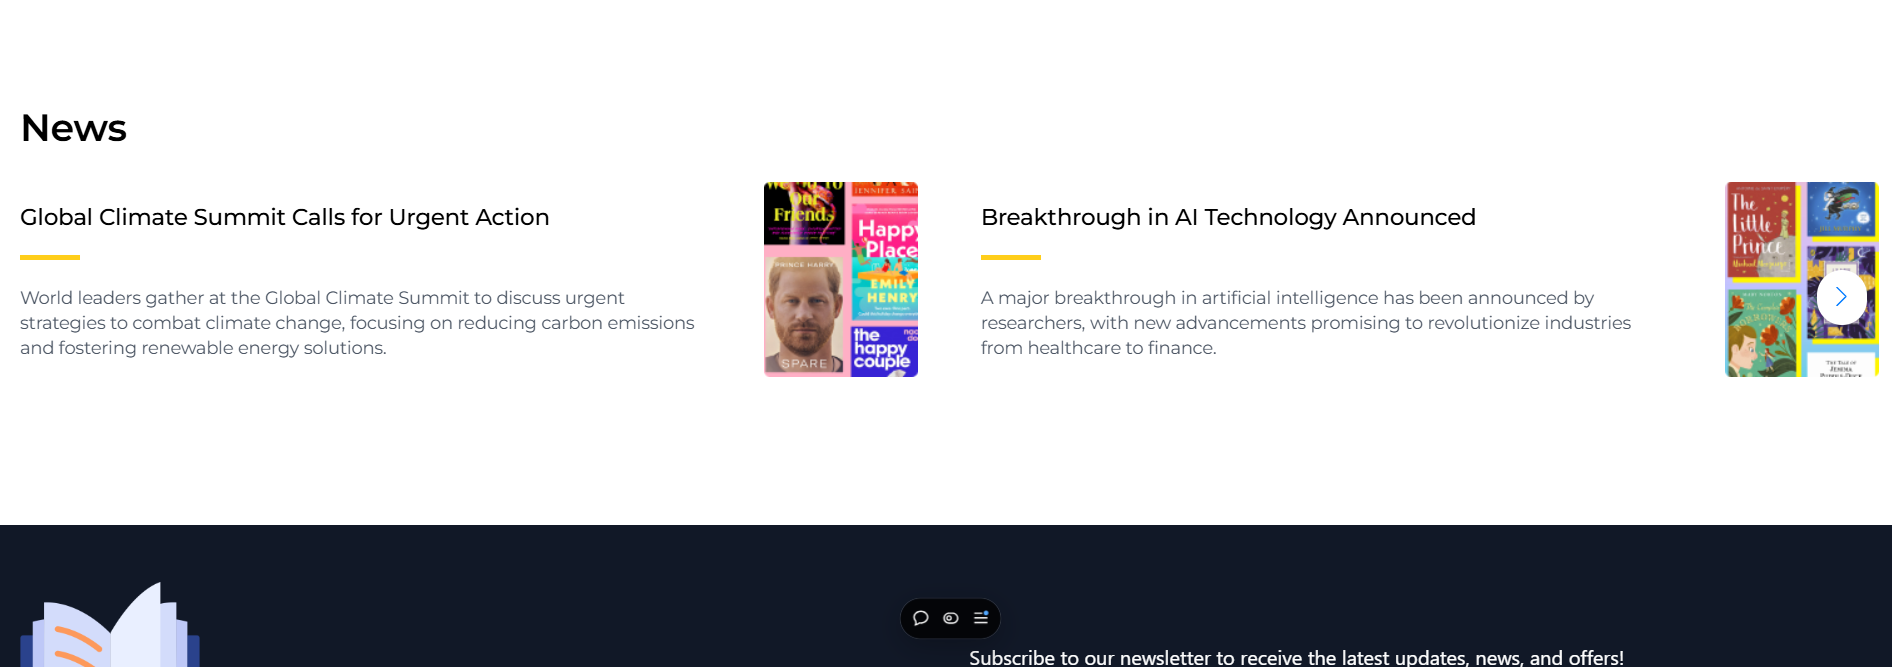 News
Global Climate Summit Calls for Urgent Action
World leaders gather at the Global Climate Summit to discuss urgent
strategies to combat climate change, focusing on reducing carbon emissions
and fostering renewable energy solutions.
Our
Friends
JENNIFER
Happy
Place
EMILY
HENRY
PRINCE HARRY
SPARE
the
happy
couple
Breakthrough in AI Technology Announced
A major breakthrough in artificial intelligence has been announced by
researchers, with new advancements promising to revolutionize industries
from healthcare to finance.
The
Little
Prince
THE TALE OF
JEMIMA
Subscribe to our newsletter to receive the latest updates, news, and offers!